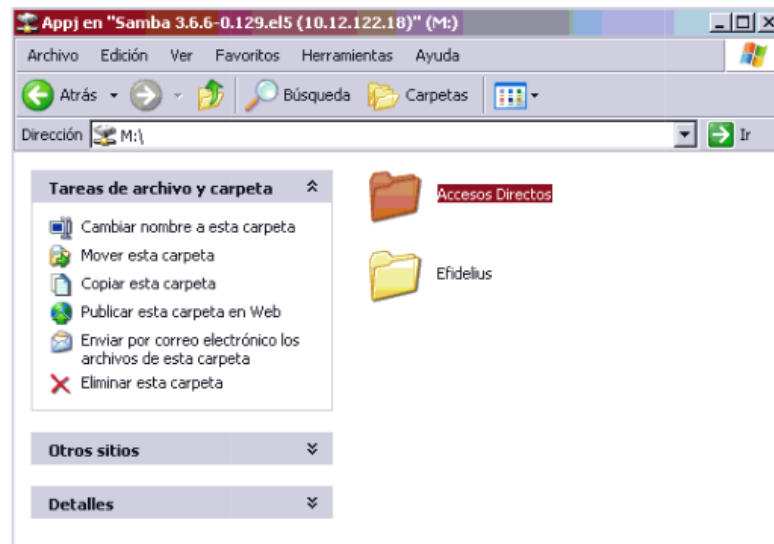 Appj en "Samba 3.6.6-0.129.el5 (10.12.122.18)" (M:)
Archivo Edición Ver Favoritos Herramientas Ayuda
Atrás Búsqueda Carpetas
Dirección M:\ Ir
Tareas de archivo y carpeta
Cambiar nombre a esta carpeta
Mover esta carpeta
Copiar esta carpeta
Publicar esta carpeta en Web
Enviar por correo electrónico los
archivos de esta carpeta
Eliminar esta carpeta
Otros sitios
Detalles
Accesos Directos
Efidelius